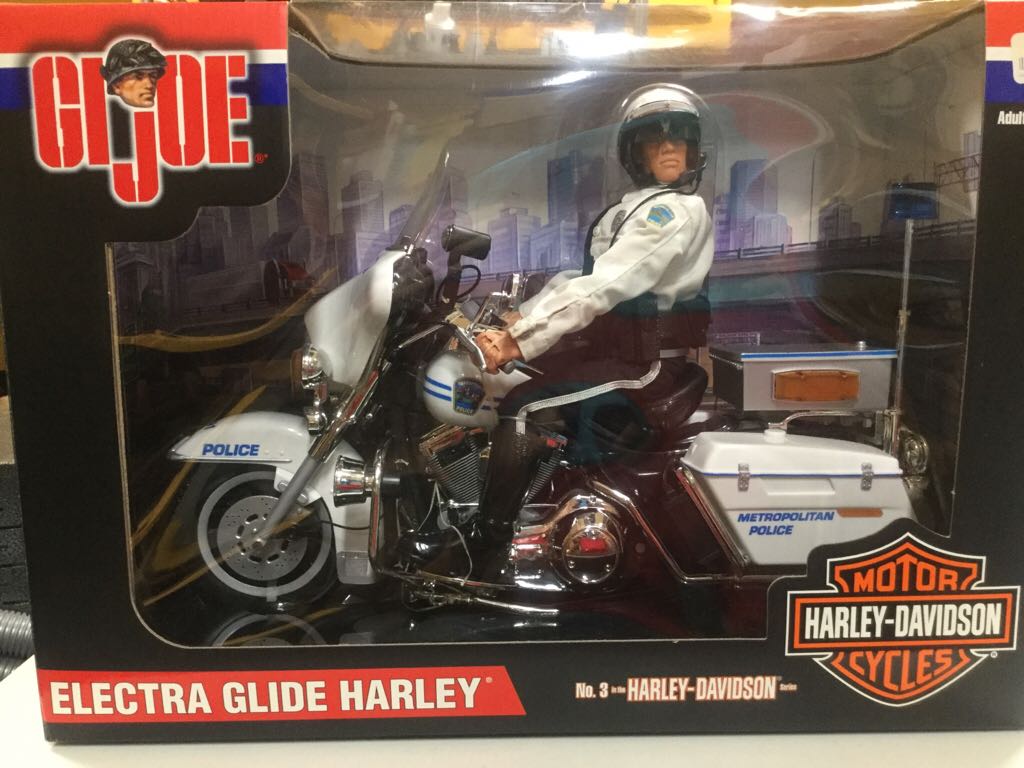 GI JOE®
Adult
POLICE
POLICE
METROPOLITAN
POLICE
MOTOR
HARLEY-DAVIDSON
CYCLES
®
ELECTRA GLIDE HARLEY®
No. 3 in the HARLEY-DAVIDSON® Series